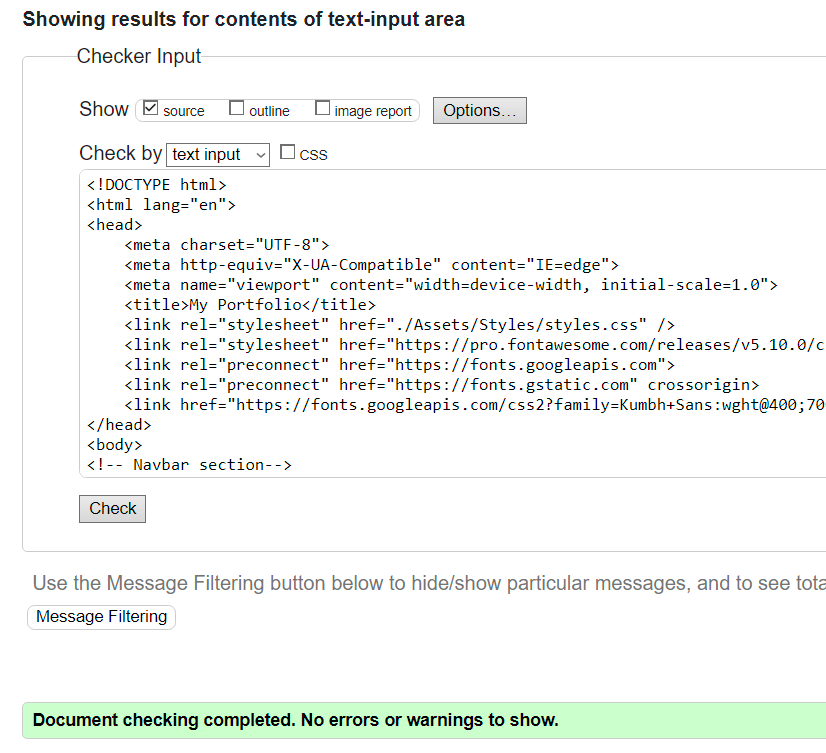 Showing results for contents of text-input area
Checker Input
Show source outline image report Options...
Check by text input CSS
<!DOCTYPE html>
<html lang="en">
<head>
    <meta charset="UTF-8">
    <meta http-equiv="X-UA-Compatible" content="IE=edge">
    <meta name="viewport" content="width=device-width, initial-scale=1.0">
    <title>My Portfolio</title>
    <link rel="stylesheet" href="./Assets/Styles/styles.css" />
    <link rel="stylesheet" href="https://pro.fontawesome.com/releases/v5.10.0/c
    <link rel="preconnect" href="https://fonts.googleapis.com">
    <link rel="preconnect" href="https://fonts.gstatic.com" crossorigin>
    <link href="https://fonts.googleapis.com/css2?family=Kumbh+Sans:wght@400;70
</head>
<body>
<!-- Navbar section-->
Check
Use the Message Filtering button below to hide/show particular messages, and to see tota
Message Filtering
Document checking completed. No errors or warnings to show.